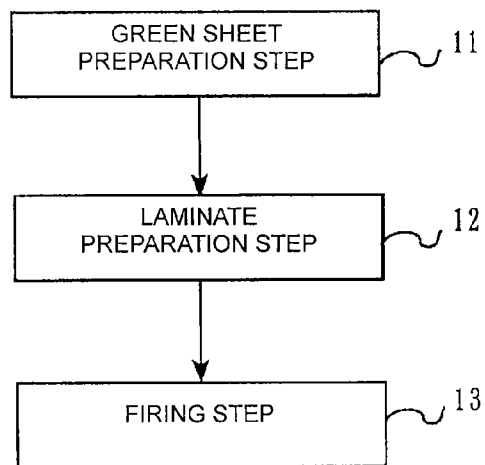 GREEN SHEET
PREPARATION STEP
11
LAMINATE
PREPARATION STEP
12
FIRING STEP
13